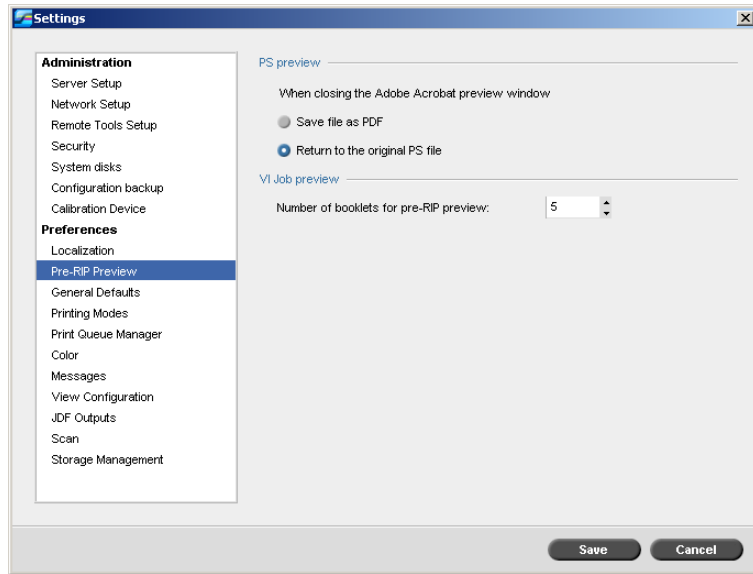 Settings
Administration
Server Setup
Network Setup
Remote Tools Setup
Security
System disks
Configuration backup
Calibration Device
Preferences
Localization
Pre-RIP Preview
General Defaults
Printing Modes
Print Queue Manager
Color
Messages
View Configuration
JDF Outputs
Scan
Storage Management
PS preview
When closing the Adobe Acrobat preview window
Save file as PDF
Return to the original PS file
VI Job preview
Number of booklets for pre-RIP preview: 5
Save Cancel